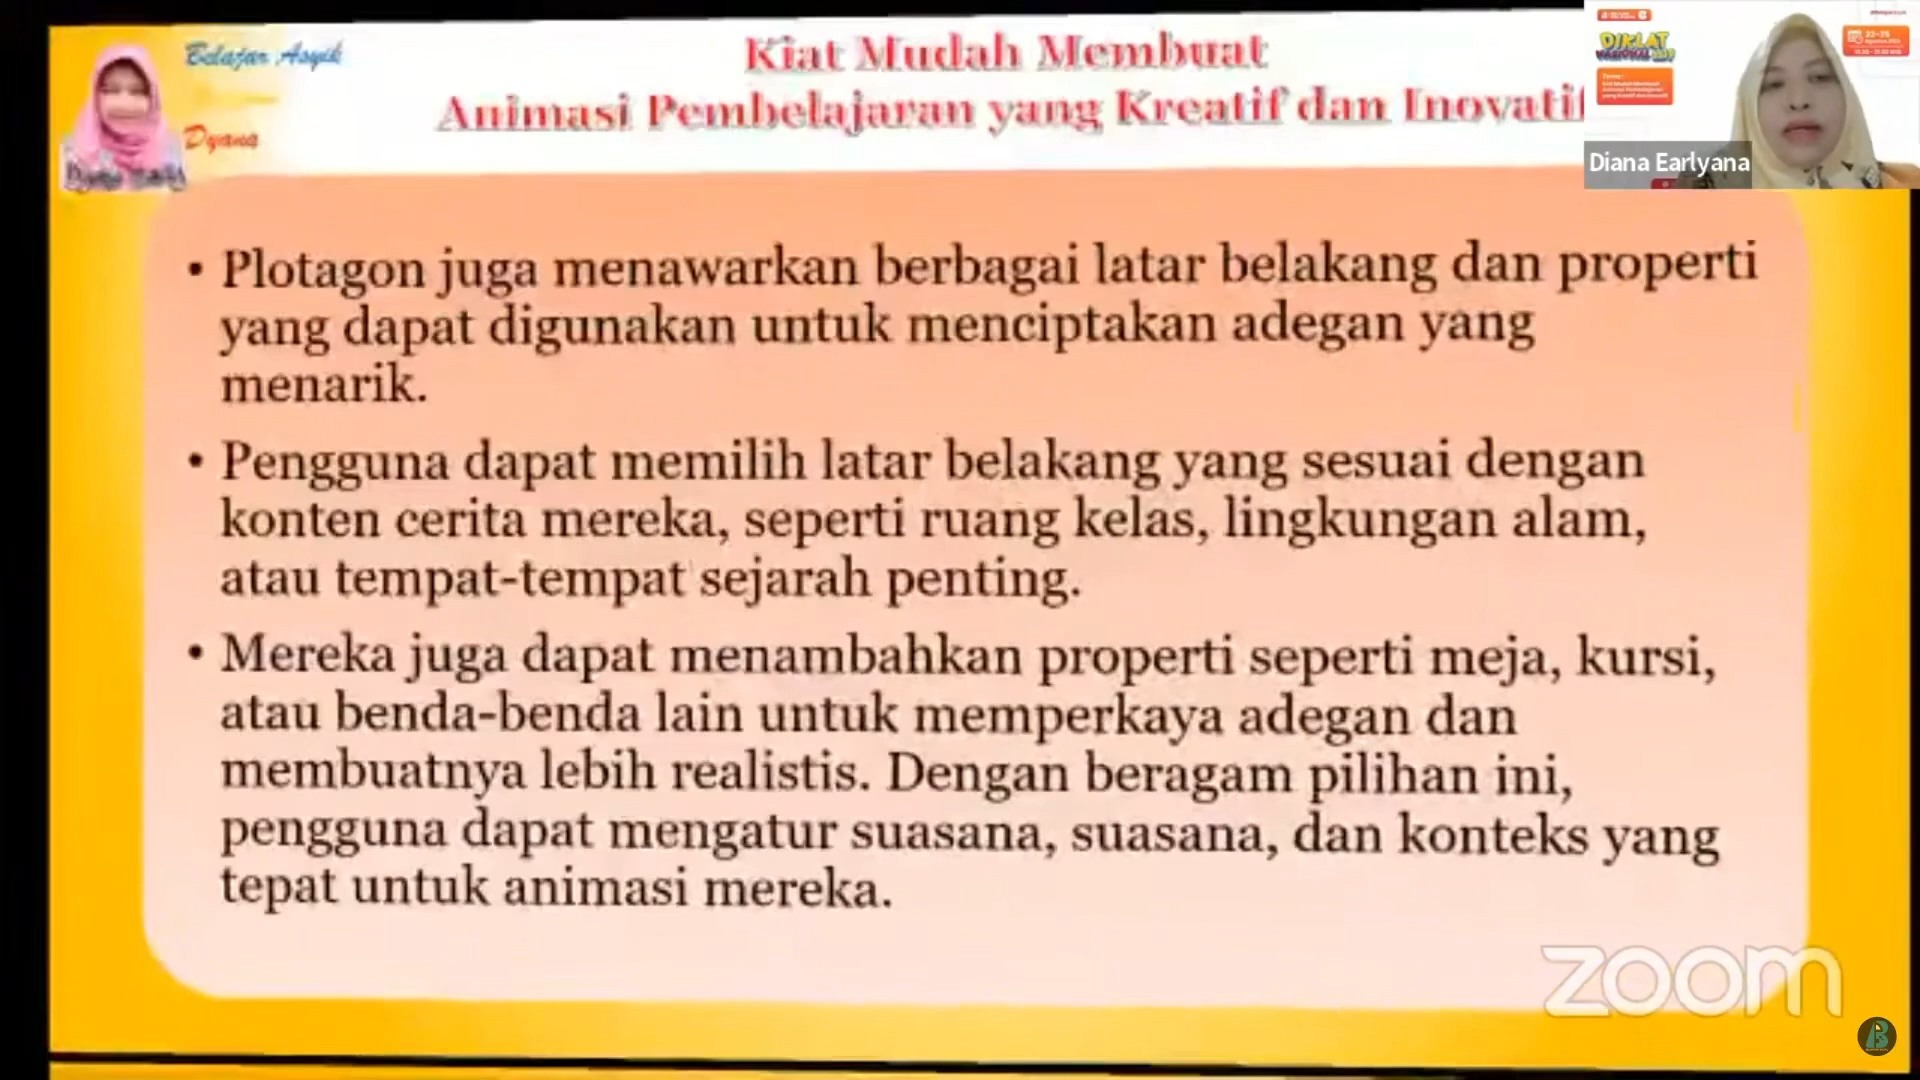 Belajar Asyik
Dyana
Kiat Mudah Membuat
Animasi Pembelajaran yang Kreatif dan Inovatif
DIKLAT
Diana Earlyana
• Plotagon juga menawarkan berbagai latar belakang dan properti
yang dapat digunakan untuk menciptakan adegan yang
menarik.
• Pengguna dapat memilih latar belakang yang sesuai dengan
konten cerita mereka, seperti ruang kelas, lingkungan alam,
atau tempat-tempat sejarah penting.
• Mereka juga dapat menambahkan properti seperti meja, kursi,
atau benda-benda lain untuk memperkaya adegan dan
membuatnya lebih realistis. Dengan beragam pilihan ini,
pengguna dapat mengatur suasana, suasana, dan konteks yang
tepat untuk animasi mereka.
zoom